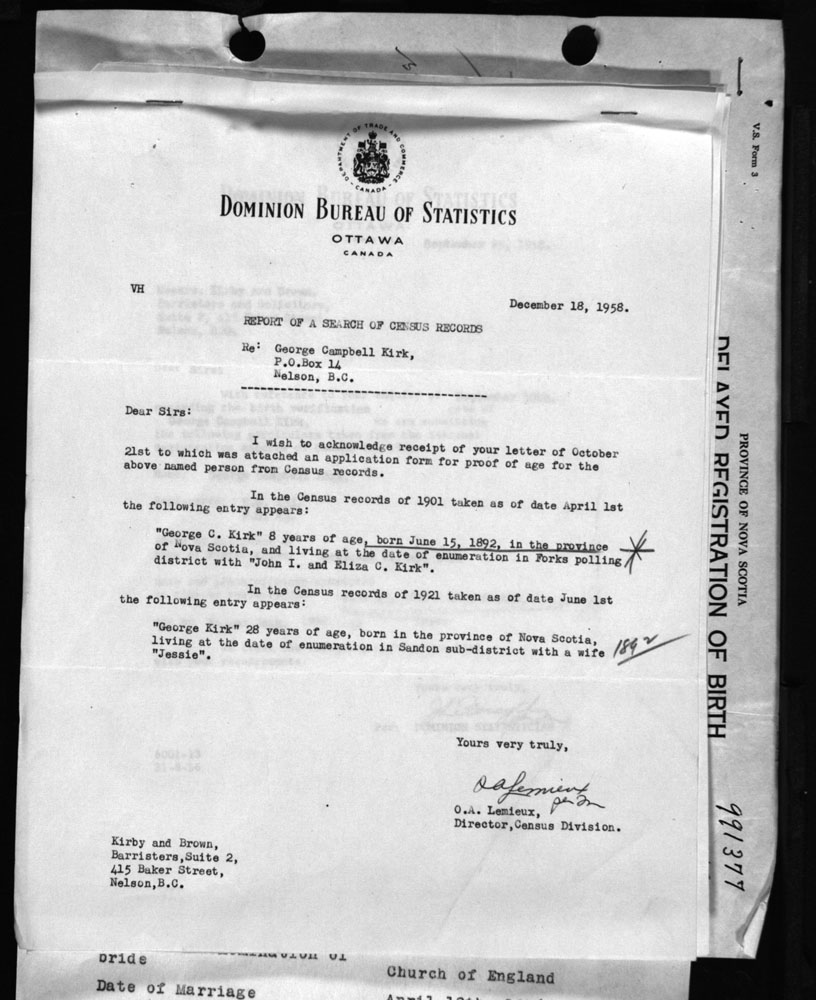 DEPARTMENT OF TRADE AND COMMERCE
CANADA
DOMINION BUREAU OF STATISTICS
OTTAWA
CANADA
VH
December 18, 1958.
REPORT OF A SEARCH OF CENSUS RECORDS
Re: George Campbell Kirk,
P.O.Box 14
Nelson, B.C.
Dear Sirs:
I wish to acknowledge receipt of your letter of October
21st to which was attached an application form for proof of age for the
above named person from Census records.
In the Census records of 1901 taken as of date April 1st
the following entry appears:
"George C. Kirk" 8 years of age, born June 15, 1892, in the province
of Nova Scotia, and living at the date of enumeration in Forks polling
district with "John I. and Eliza C. Kirk".
In the Census records of 1921 taken as of date June 1st
the following entry appears:
"George Kirk" 28 years of age, born in the province of Nova Scotia,
living at the date of enumeration in Sandon sub-district with a wife
"Jessie".
1892
Yours very truly,
O A Lemieux
O.A. Lemieux,
Director,Census Division.
Kirby and Brown,
Barristers,Suite 2,
415 Baker Street,
Nelson,B.C.
bride
Church of England
Date of Marriage
V.S. Form 3
PROVINCE OF NOVA SCOTIA
DELAYED REGISTRATION OF BIRTH
991377